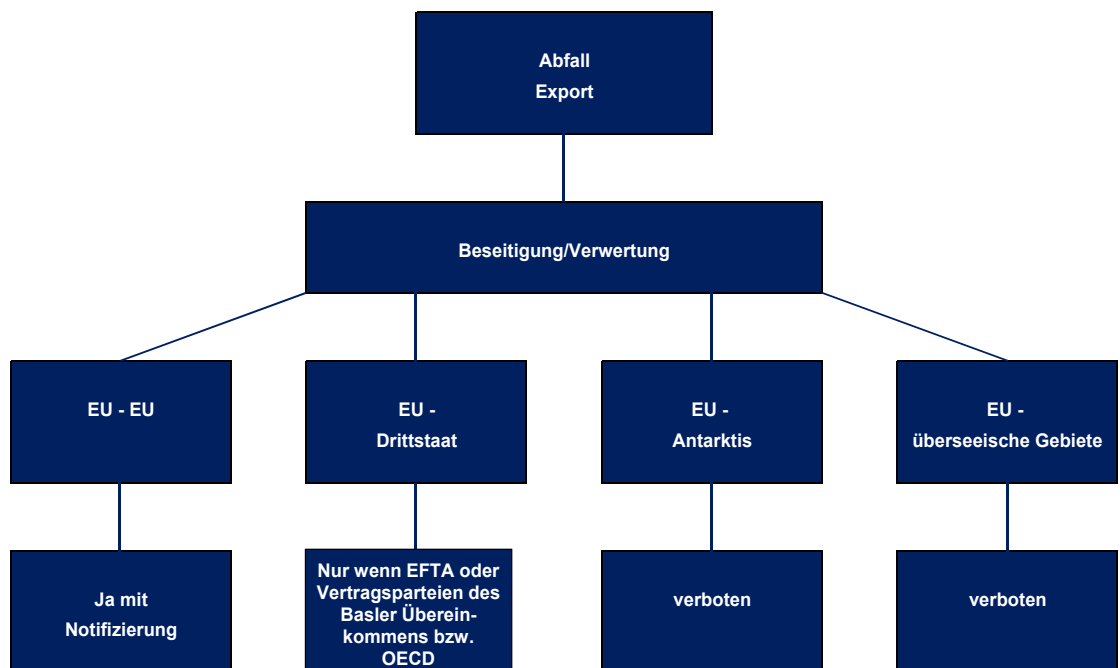 Abfall
Export
Beseitigung/Verwertung
EU - EU
EU -
Drittstaat
EU -
Antarktis
EU -
überseeische Gebiete
Ja mit
Notifizierung
Nur wenn EFTA oder
Vertragsparteien des
Basler Überein-
kommens bzw.
OECD
verboten
verboten